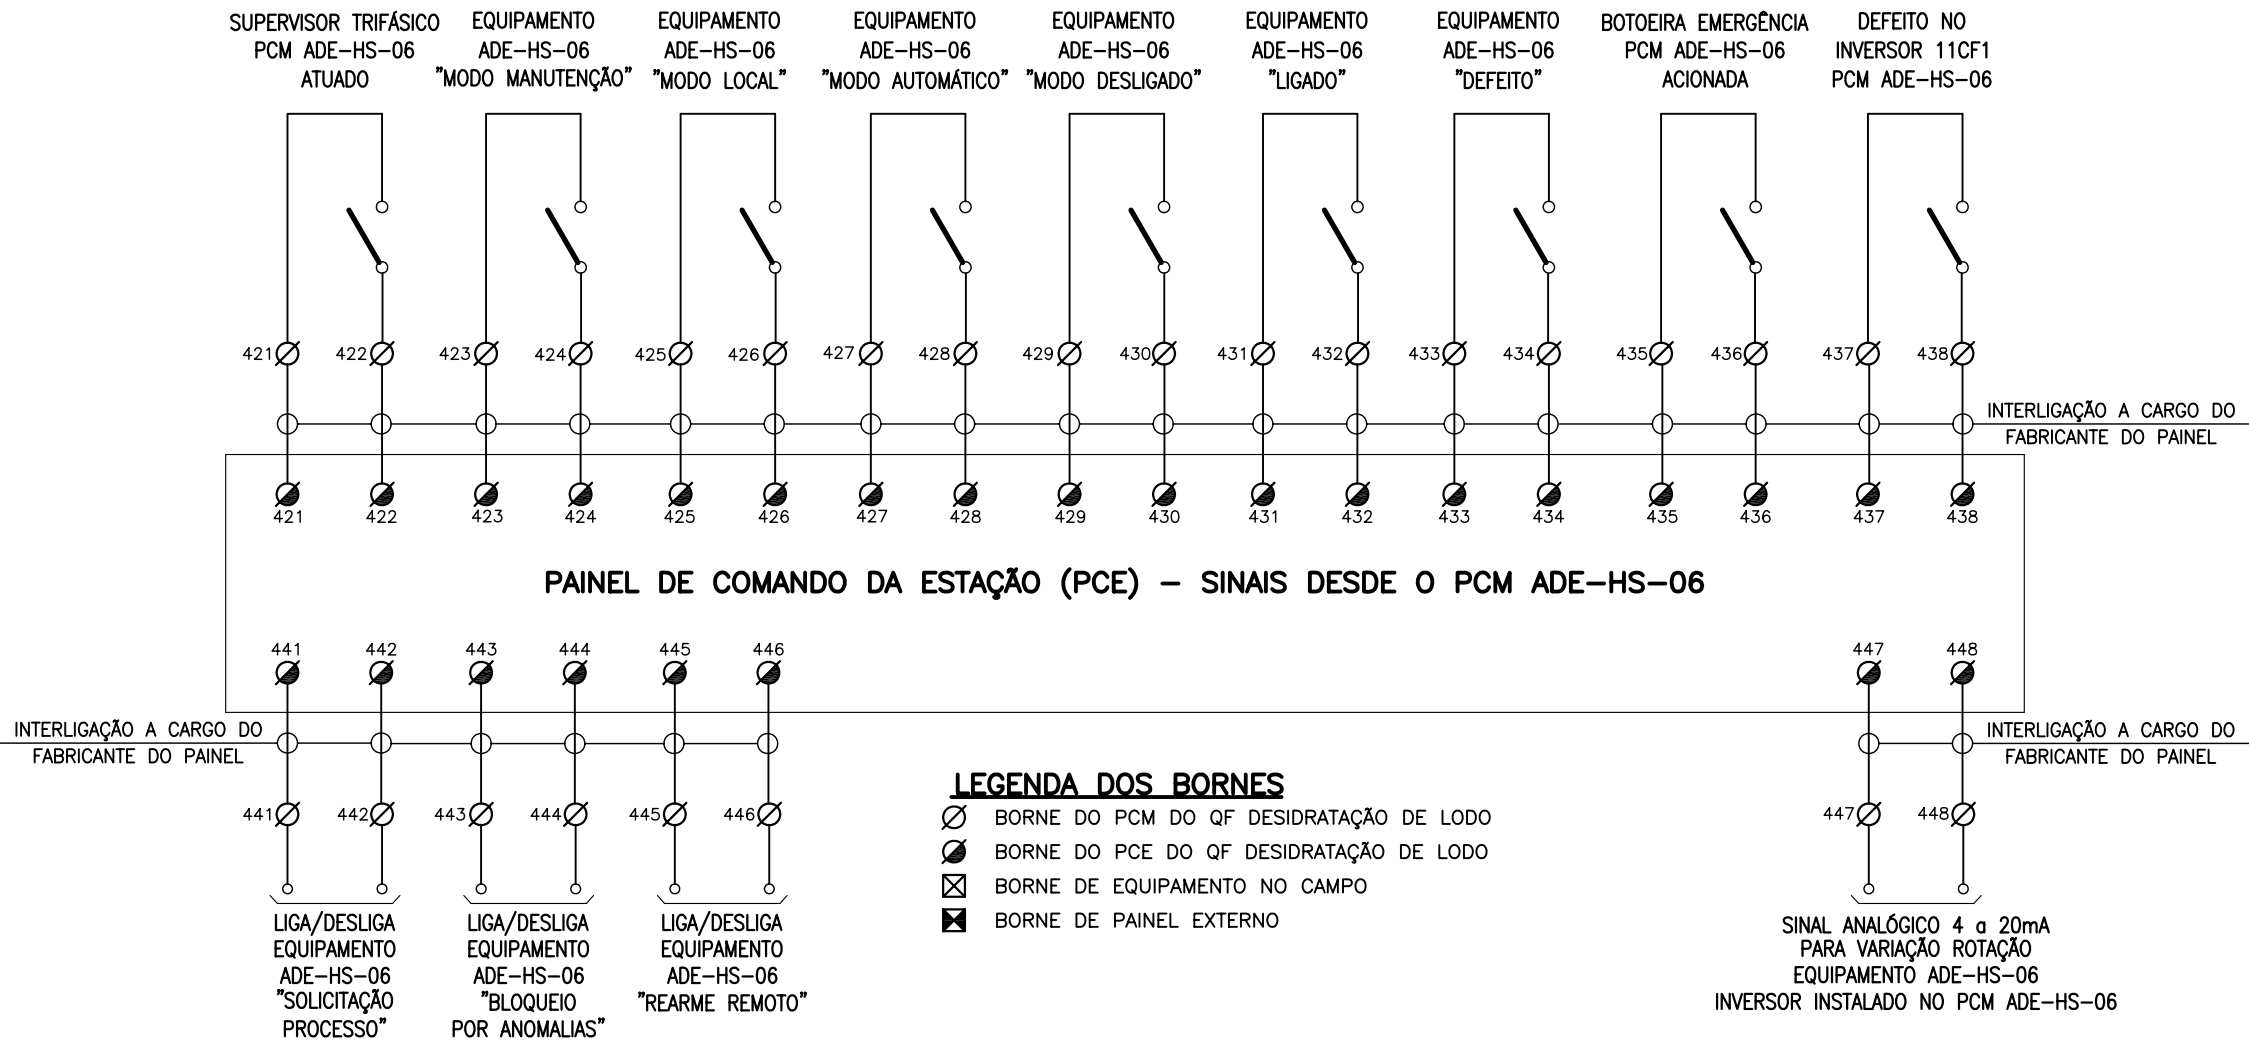 SUPERVISOR TRIFÁSICO
PCM ADE-HS-06
ATUADO
EQUIPAMENTO
ADE-HS-06
"MODO MANUTENÇÃO"
EQUIPAMENTO
ADE-HS-06
"MODO LOCAL"
EQUIPAMENTO
ADE-HS-06
"MODO AUTOMÁTICO"
EQUIPAMENTO
ADE-HS-06
"MODO DESLIGADO"
EQUIPAMENTO
ADE-HS-06
"LIGADO"
EQUIPAMENTO
ADE-HS-06
"DEFEITO"
BOTOEIRA EMERGÊNCIA
PCM ADE-HS-06
ACIONADA
DEFEITO NO
INVERSOR 11CF1
PCM ADE-HS-06
421 422 423 424 425 426 427 428 429 430 431 432 433 434 435 436 437 438
INTERLIGAÇÃO A CARGO DO
FABRICANTE DO PAINEL
421 422 423 424 425 426 427 428 429 430 431 432 433 434 435 436 437 438
PAINEL DE COMANDO DA ESTAÇÃO (PCE) – SINAIS DESDE O PCM ADE-HS-06
441 442 443 444 445 446 447 448
INTERLIGAÇÃO A CARGO DO
FABRICANTE DO PAINEL
INTERLIGAÇÃO A CARGO DO
FABRICANTE DO PAINEL
441 442 443 444 445 446 447 448
LEGENDA DOS BORNES
BORNE DO PCM DO QF DESIDRATAÇÃO DE LODO
BORNE DO PCE DO QF DESIDRATAÇÃO DE LODO
BORNE DE EQUIPAMENTO NO CAMPO
BORNE DE PAINEL EXTERNO
LIGA/DESLIGA
EQUIPAMENTO
ADE-HS-06
"SOLICITAÇÃO
PROCESSO"
LIGA/DESLIGA
EQUIPAMENTO
ADE-HS-06
"BLOQUEIO
POR ANOMALIAS"
LIGA/DESLIGA
EQUIPAMENTO
ADE-HS-06
"REARME REMOTO"
SINAL ANALÓGICO 4 a 20mA
PARA VARIAÇÃO ROTAÇÃO
EQUIPAMENTO ADE-HS-06
INVERSOR INSTALADO NO PCM ADE-HS-06